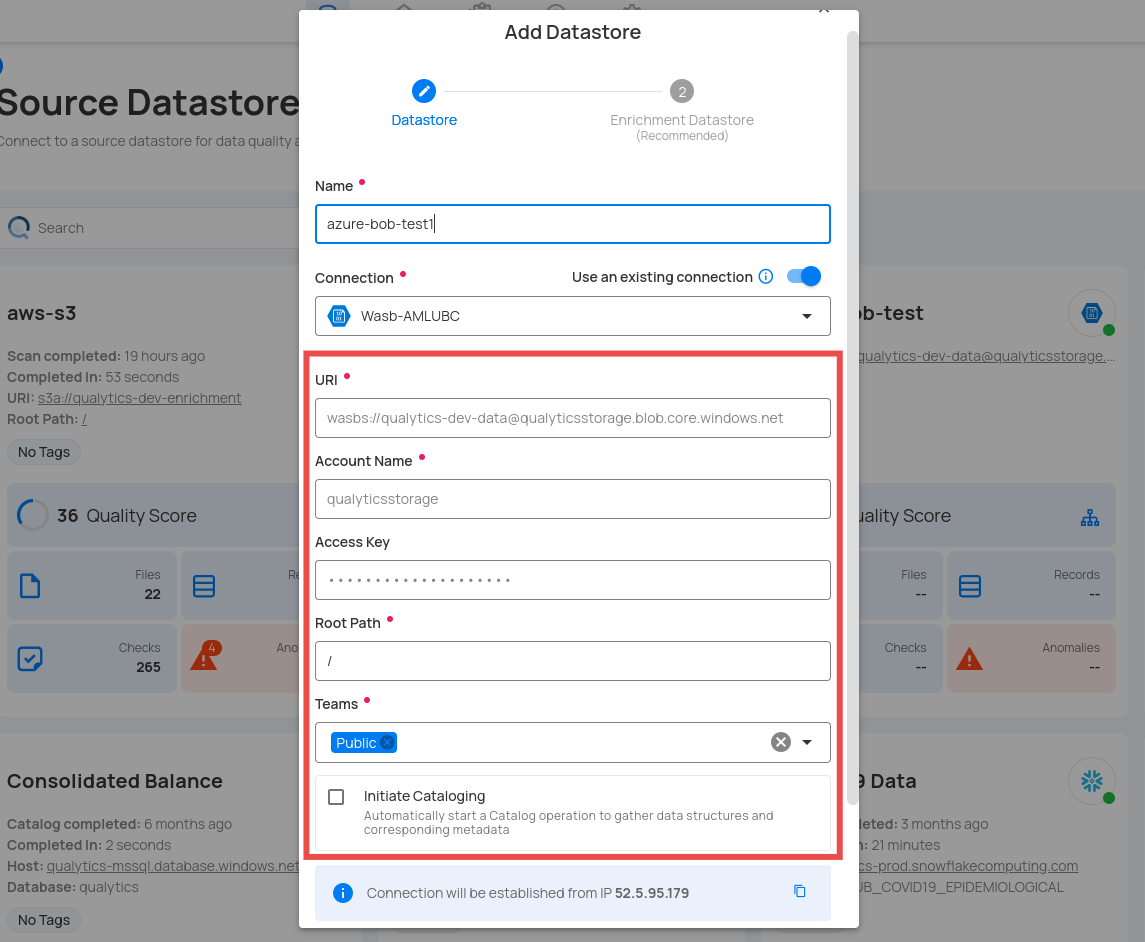 Add Datastore
2
Datastore
Enrichment Datastore
(Recommended)
Source Datastore
Connect to a source datastore for data quality a
Search
Name
azure-bob-test1
Connection
Use an existing connection
Wasb-AMLUBC
URI
wasbs://qualytics-dev-data@qualyticsstorage.blob.core.windows.net
Account Name
qualyticsstorage
Access Key
Root Path
/
Teams
Public
Initiate Cataloging
Automatically start a Catalog operation to gather data structures and
corresponding metadata
Connection will be established from IP 52.5.95.179
aws-s3
Scan completed: 19 hours ago
Completed In: 53 seconds
URI: s3a://qualytics-dev-enrichment
Root Path: /
No Tags
36 Quality Score
Files
22
Re
Checks
265
4
Ano
Consolidated Balance
Catalog completed: 6 months ago
Completed In: 2 seconds
Host: qualytics-mssql.database.windows.net
Database: qualytics
No Tags
ob-test
qualytics-dev-data@qualyticsstorage....
uality Score
Files
--
Records
--
Checks
--
Anomalies
--
9 Data
leted: 3 months ago
n: 21 minutes
cs-prod.snowflakecomputing.com
UB_COVID19_EPIDEMIOLOGICAL